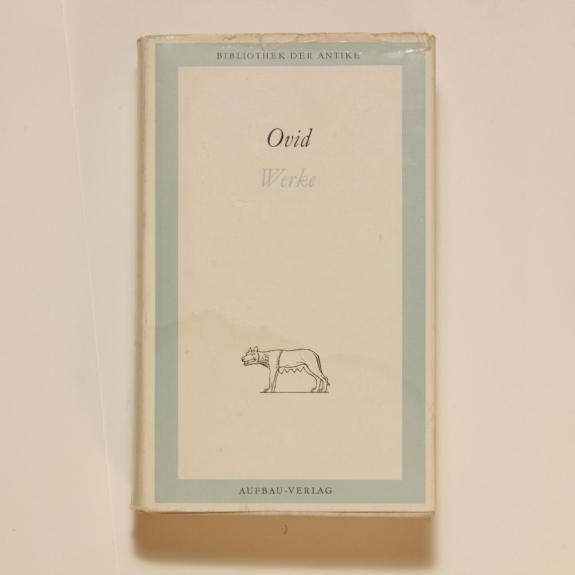 BIBLIOTHEK DER ANTIKE
Ovid
Werke
AUFBAU-VERLAG